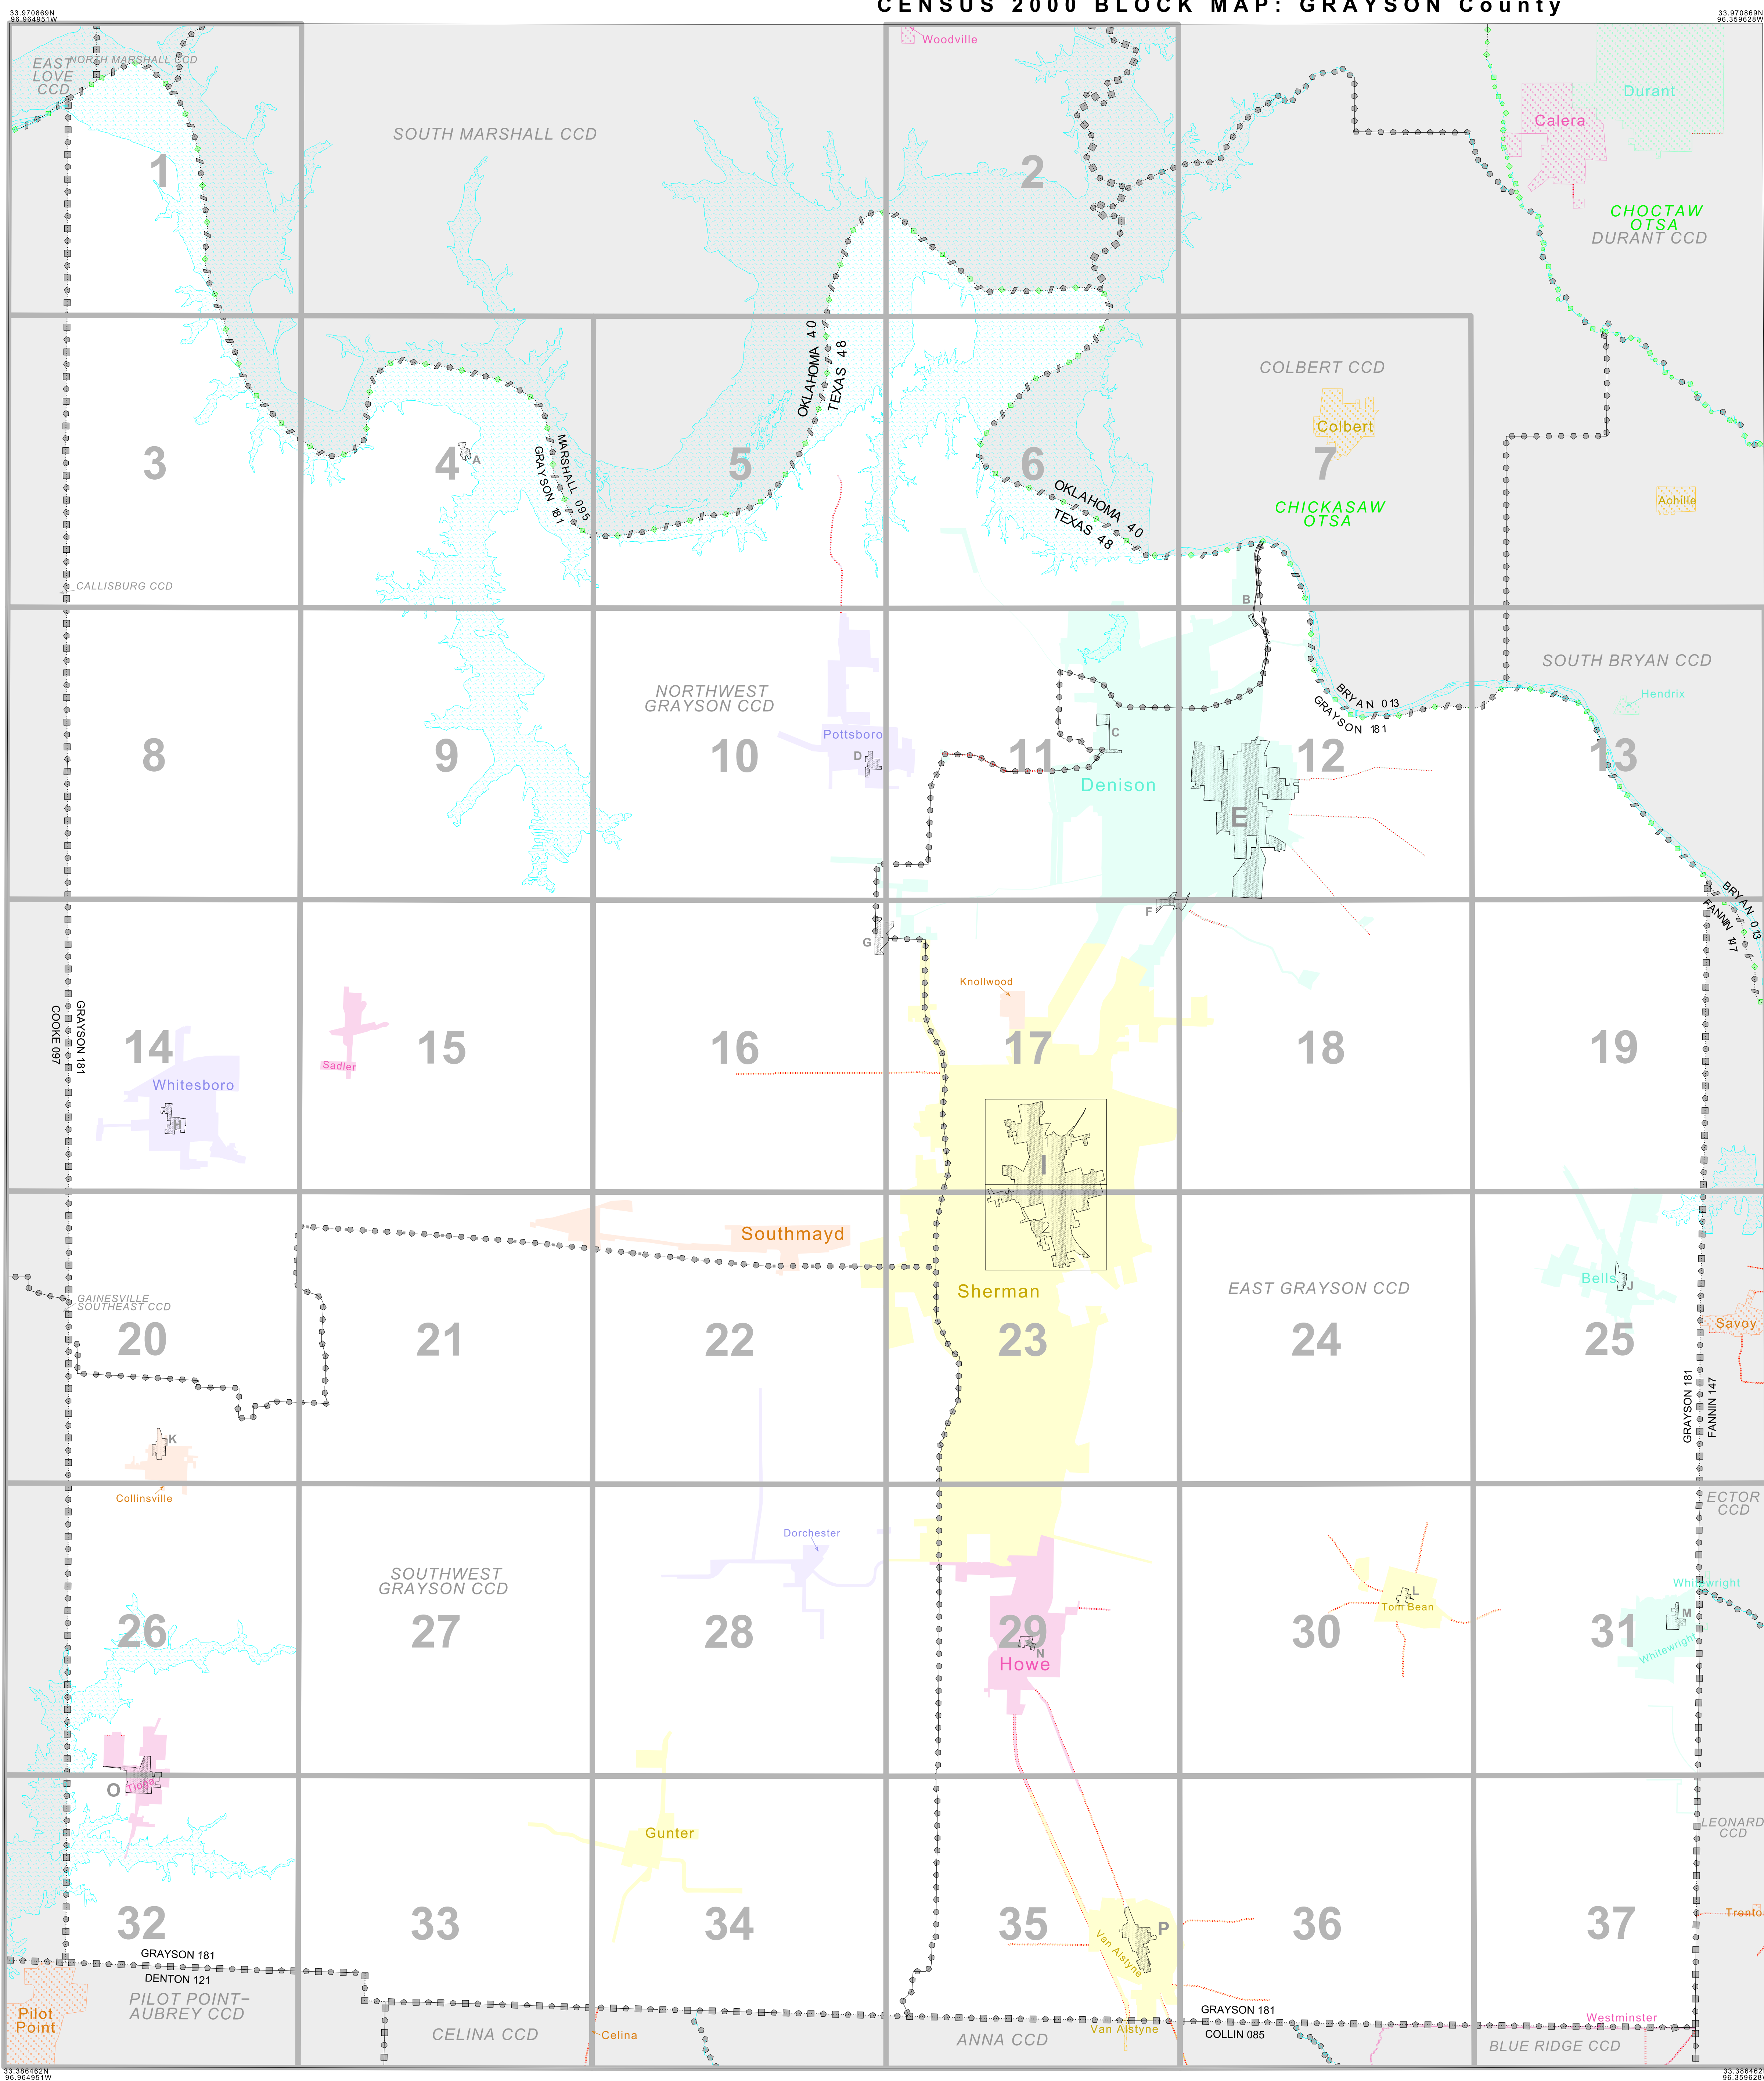 CENSUS 2000 BLOCK MAP: GRAYSON County
33.970869N
96.964951W
33.970869N
96.359628W
Woodville
EAST
LOVE
CCD
NORTH MARSHALL CCD
SOUTH MARSHALL CCD
Durant
Calera
1
2
CHOCTAW
OTSA
DURANT CCD
OKLAHOMA 40
TEXAS 48
COLBERT CCD
Colbert
3
4
A
MARSHALL 095
GRAYSON 181
5
6
7
OKLAHOMA 40
TEXAS 48
CHICKASAW
OTSA
Achille
CALLISBURG CCD
B
NORTHWEST
GRAYSON CCD
SOUTH BRYAN CCD
Hendrix
BRYAN 013
GRAYSON 181
Pottsboro
C
D
8
9
10
11
12
13
Denison
E
BRYAN 013
FANNIN 147
F
G
Knollwood
GRAYSON 181
COOKE 097
14
15
16
17
18
19
Sadler
Whitesboro
H
I
1
2
Southmayd
Sherman
EAST GRAYSON CCD
Bells
J
GAINESVILLE
SOUTHEAST CCD
Savoy
20
21
22
23
24
25
GRAYSON 181
FANNIN 147
K
Collinsville
ECTOR
CCD
Dorchester
SOUTHWEST
GRAYSON CCD
Whitewright
L
Tom Bean
M
26
27
28
29
30
31
Whitewright
N
Howe
O
Tioga
Gunter
LEONARD
CCD
32
33
34
35
36
37
P
Van Alstyne
Trento
GRAYSON 181
DENTON 121
PILOT POINT-
AUBREY CCD
Pilot
Point
CELINA CCD
Celina
ANNA CCD
Van Alstyne
GRAYSON 181
COLLIN 085
Westminster
BLUE RIDGE CCD
33.386462N
96.964951W
33.386462N
96.359628W